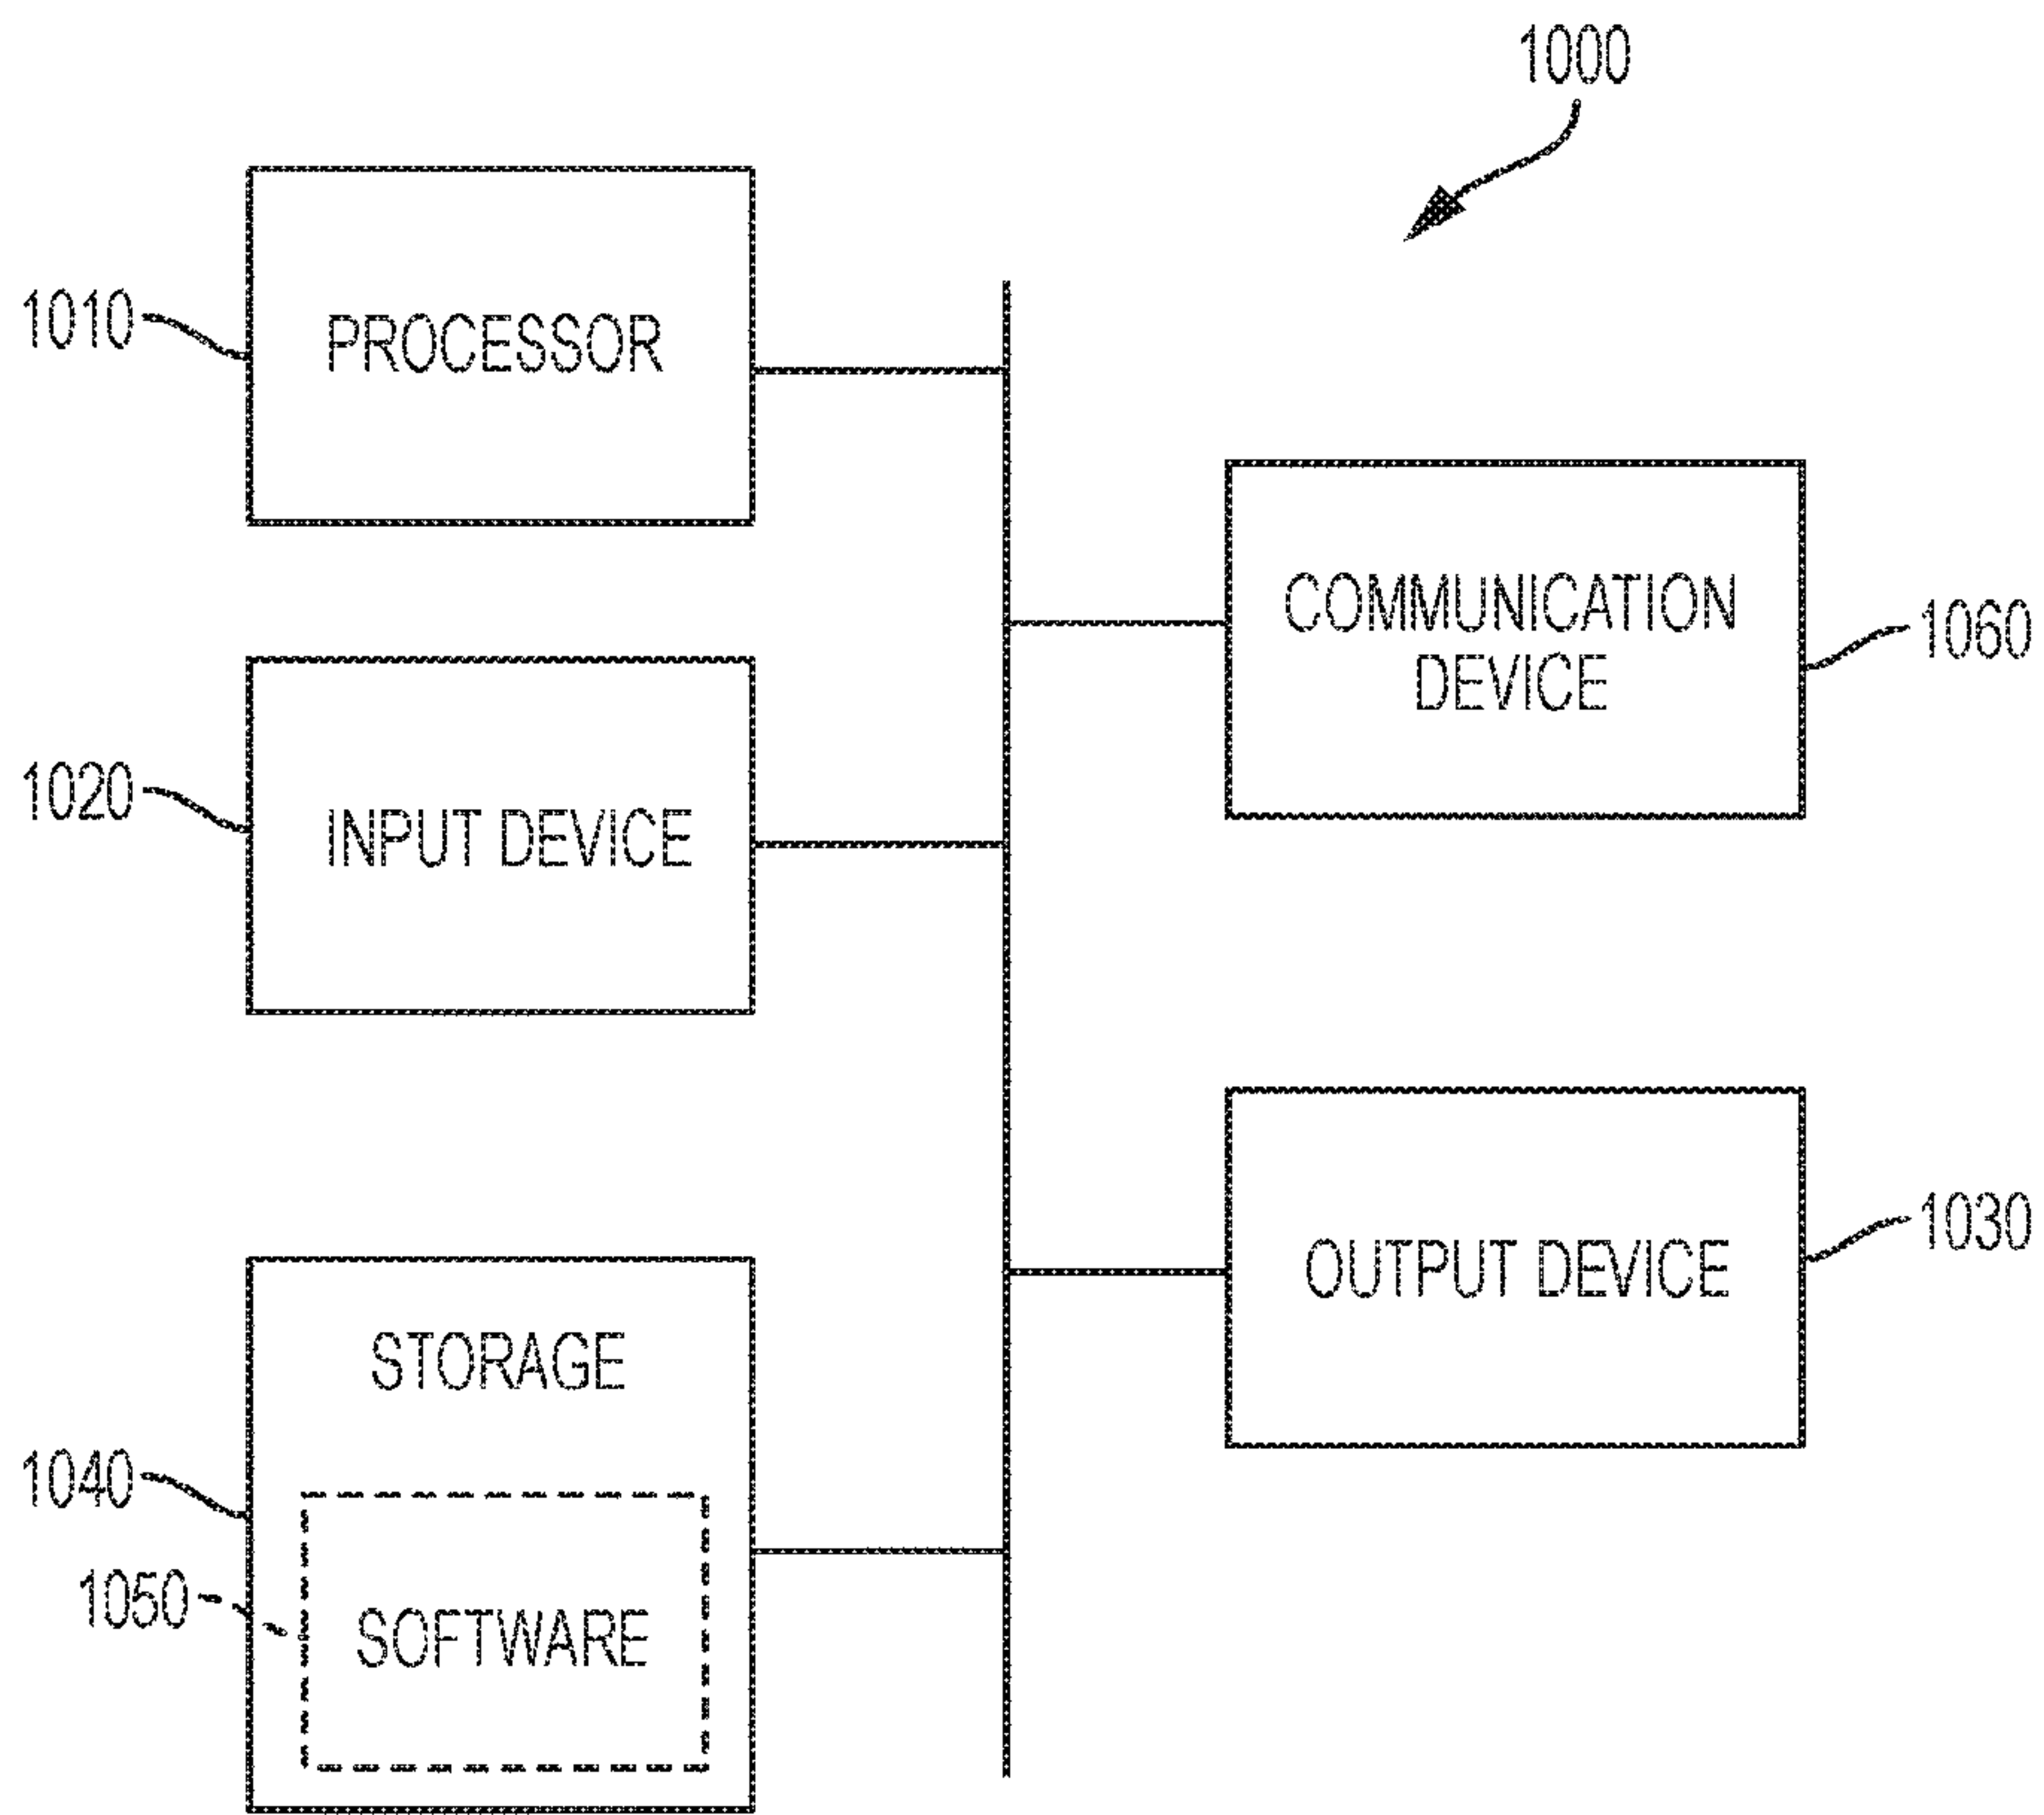 1000
1010
PROCESSOR
COMMUNICATION
DEVICE
1060
1020
INPUT DEVICE
1030
OUTPUT DEVICE
STORAGE
1040
1050
SOFTWARE